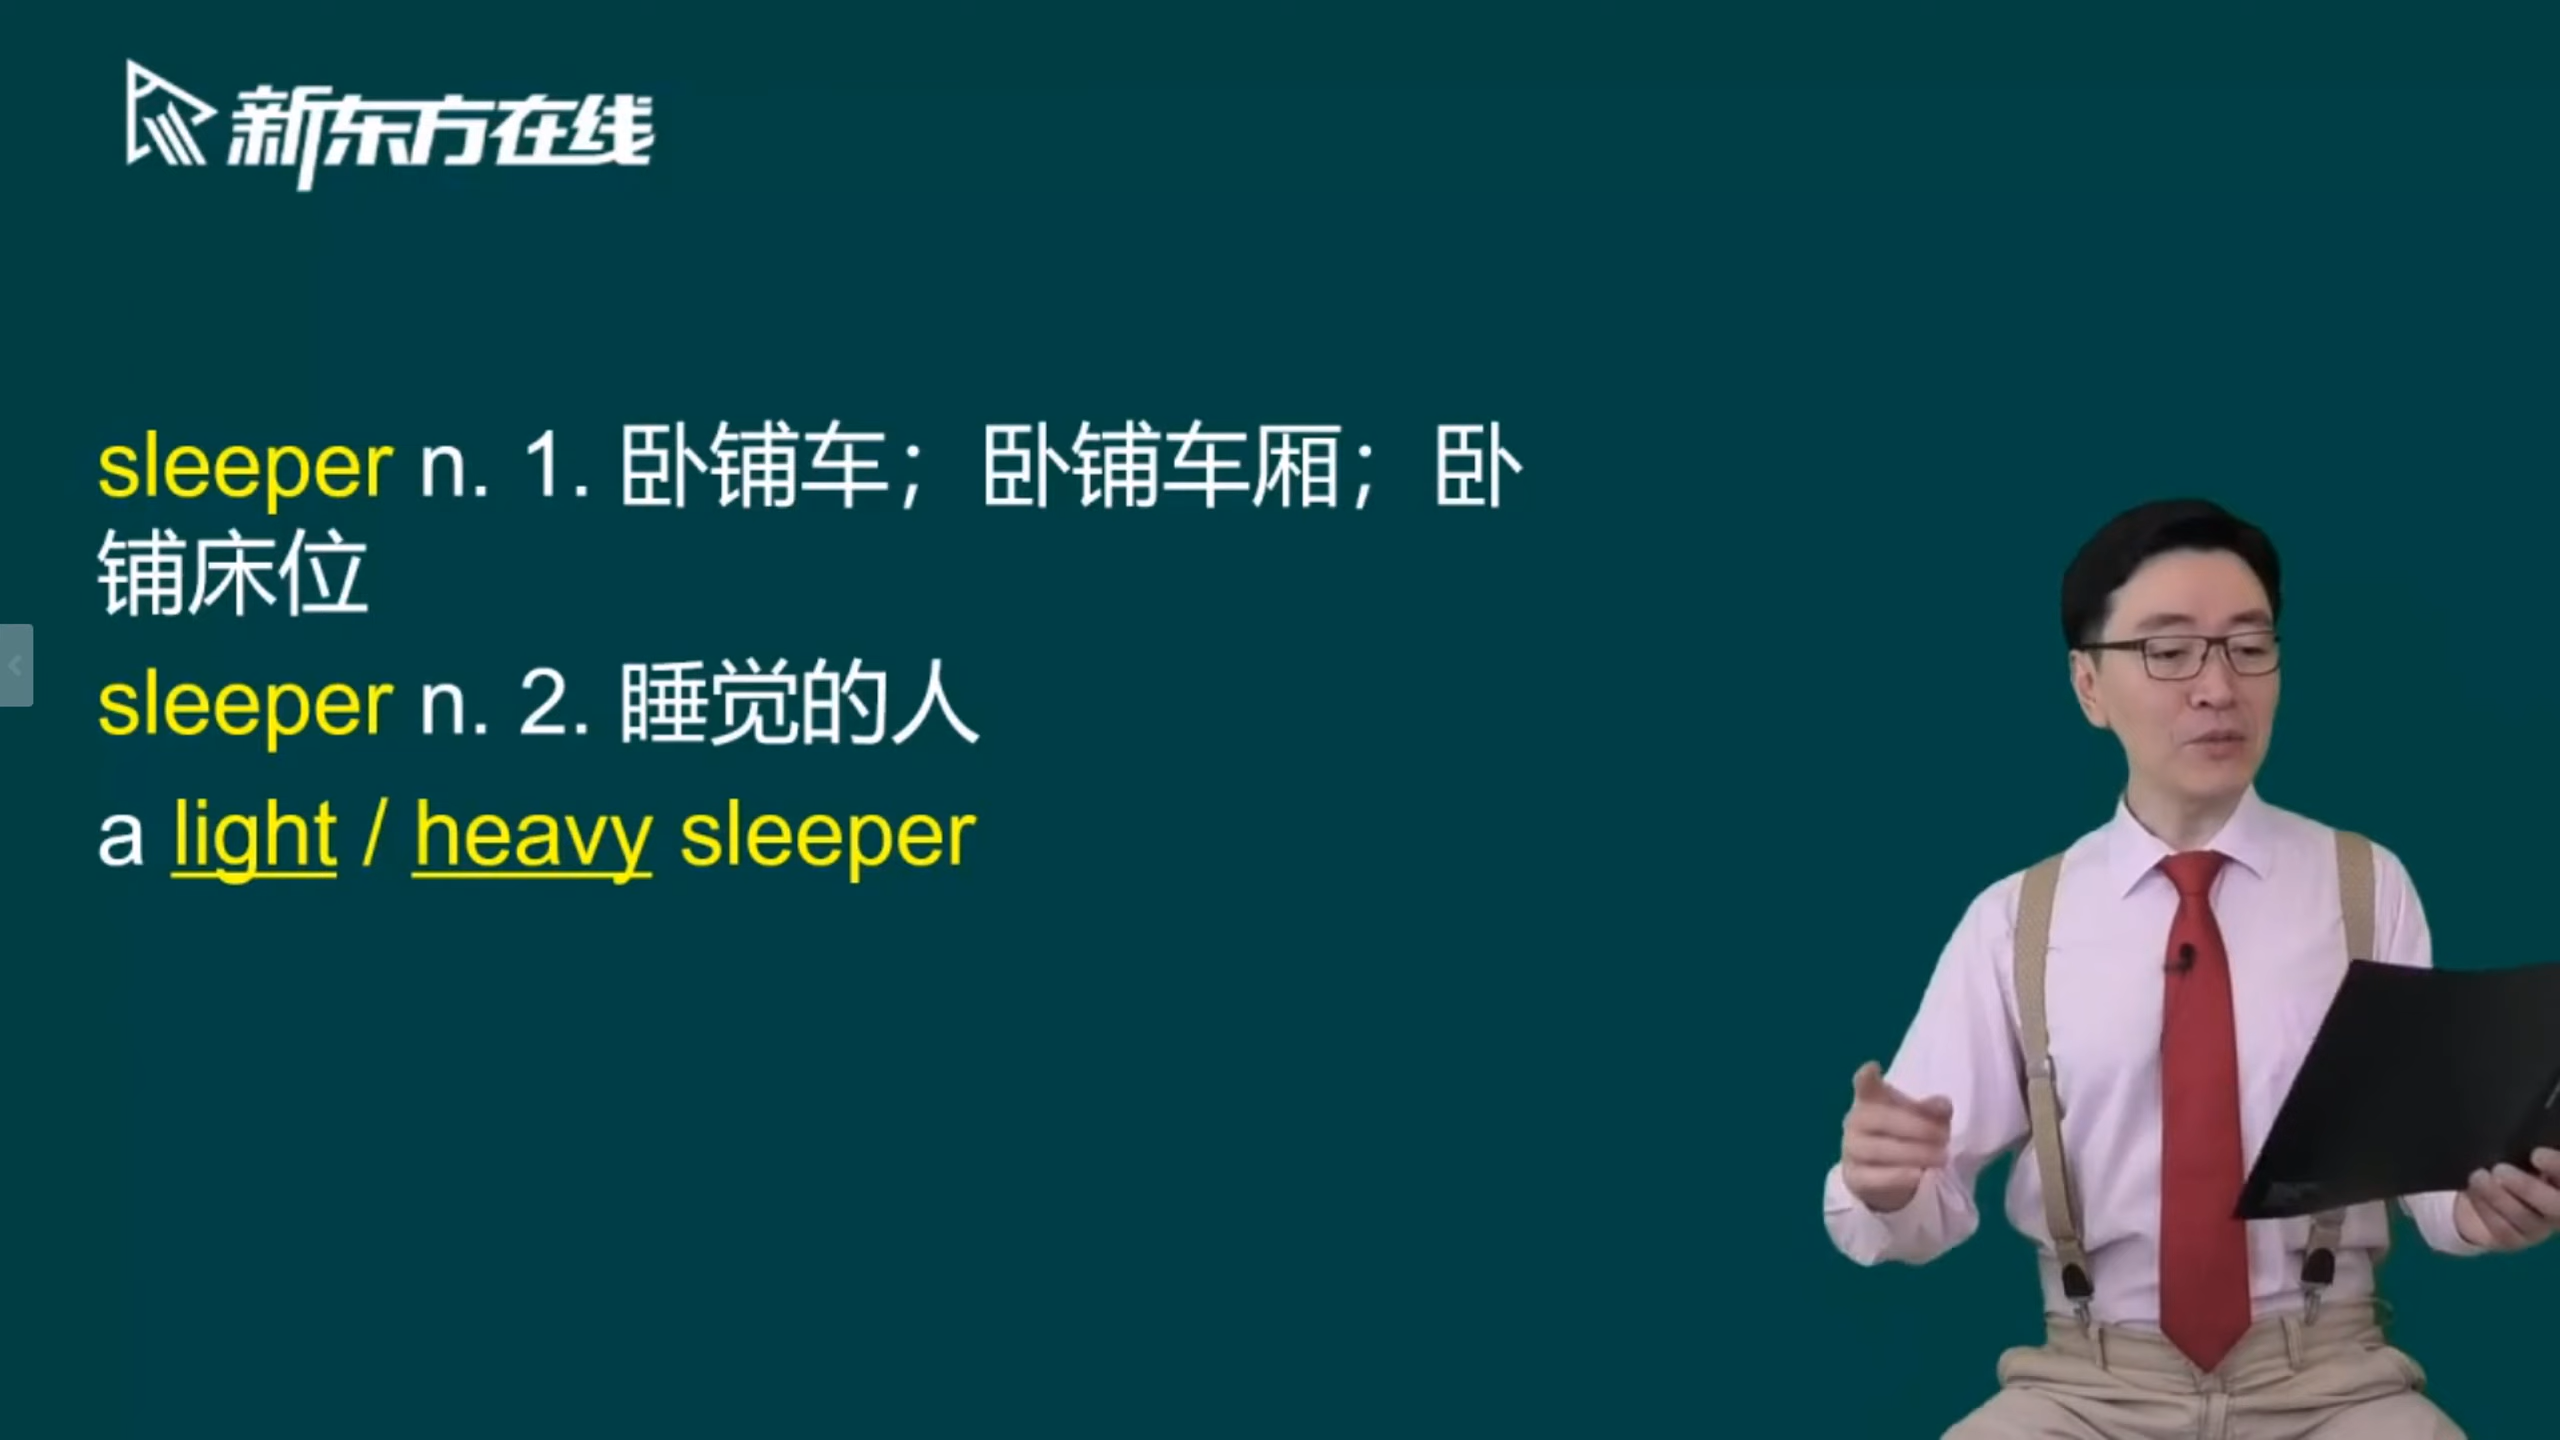 新东方在线
sleeper n. 1. 卧铺车；卧铺车厢；卧
铺床位
sleeper n. 2. 睡觉的人
a light / heavy sleeper